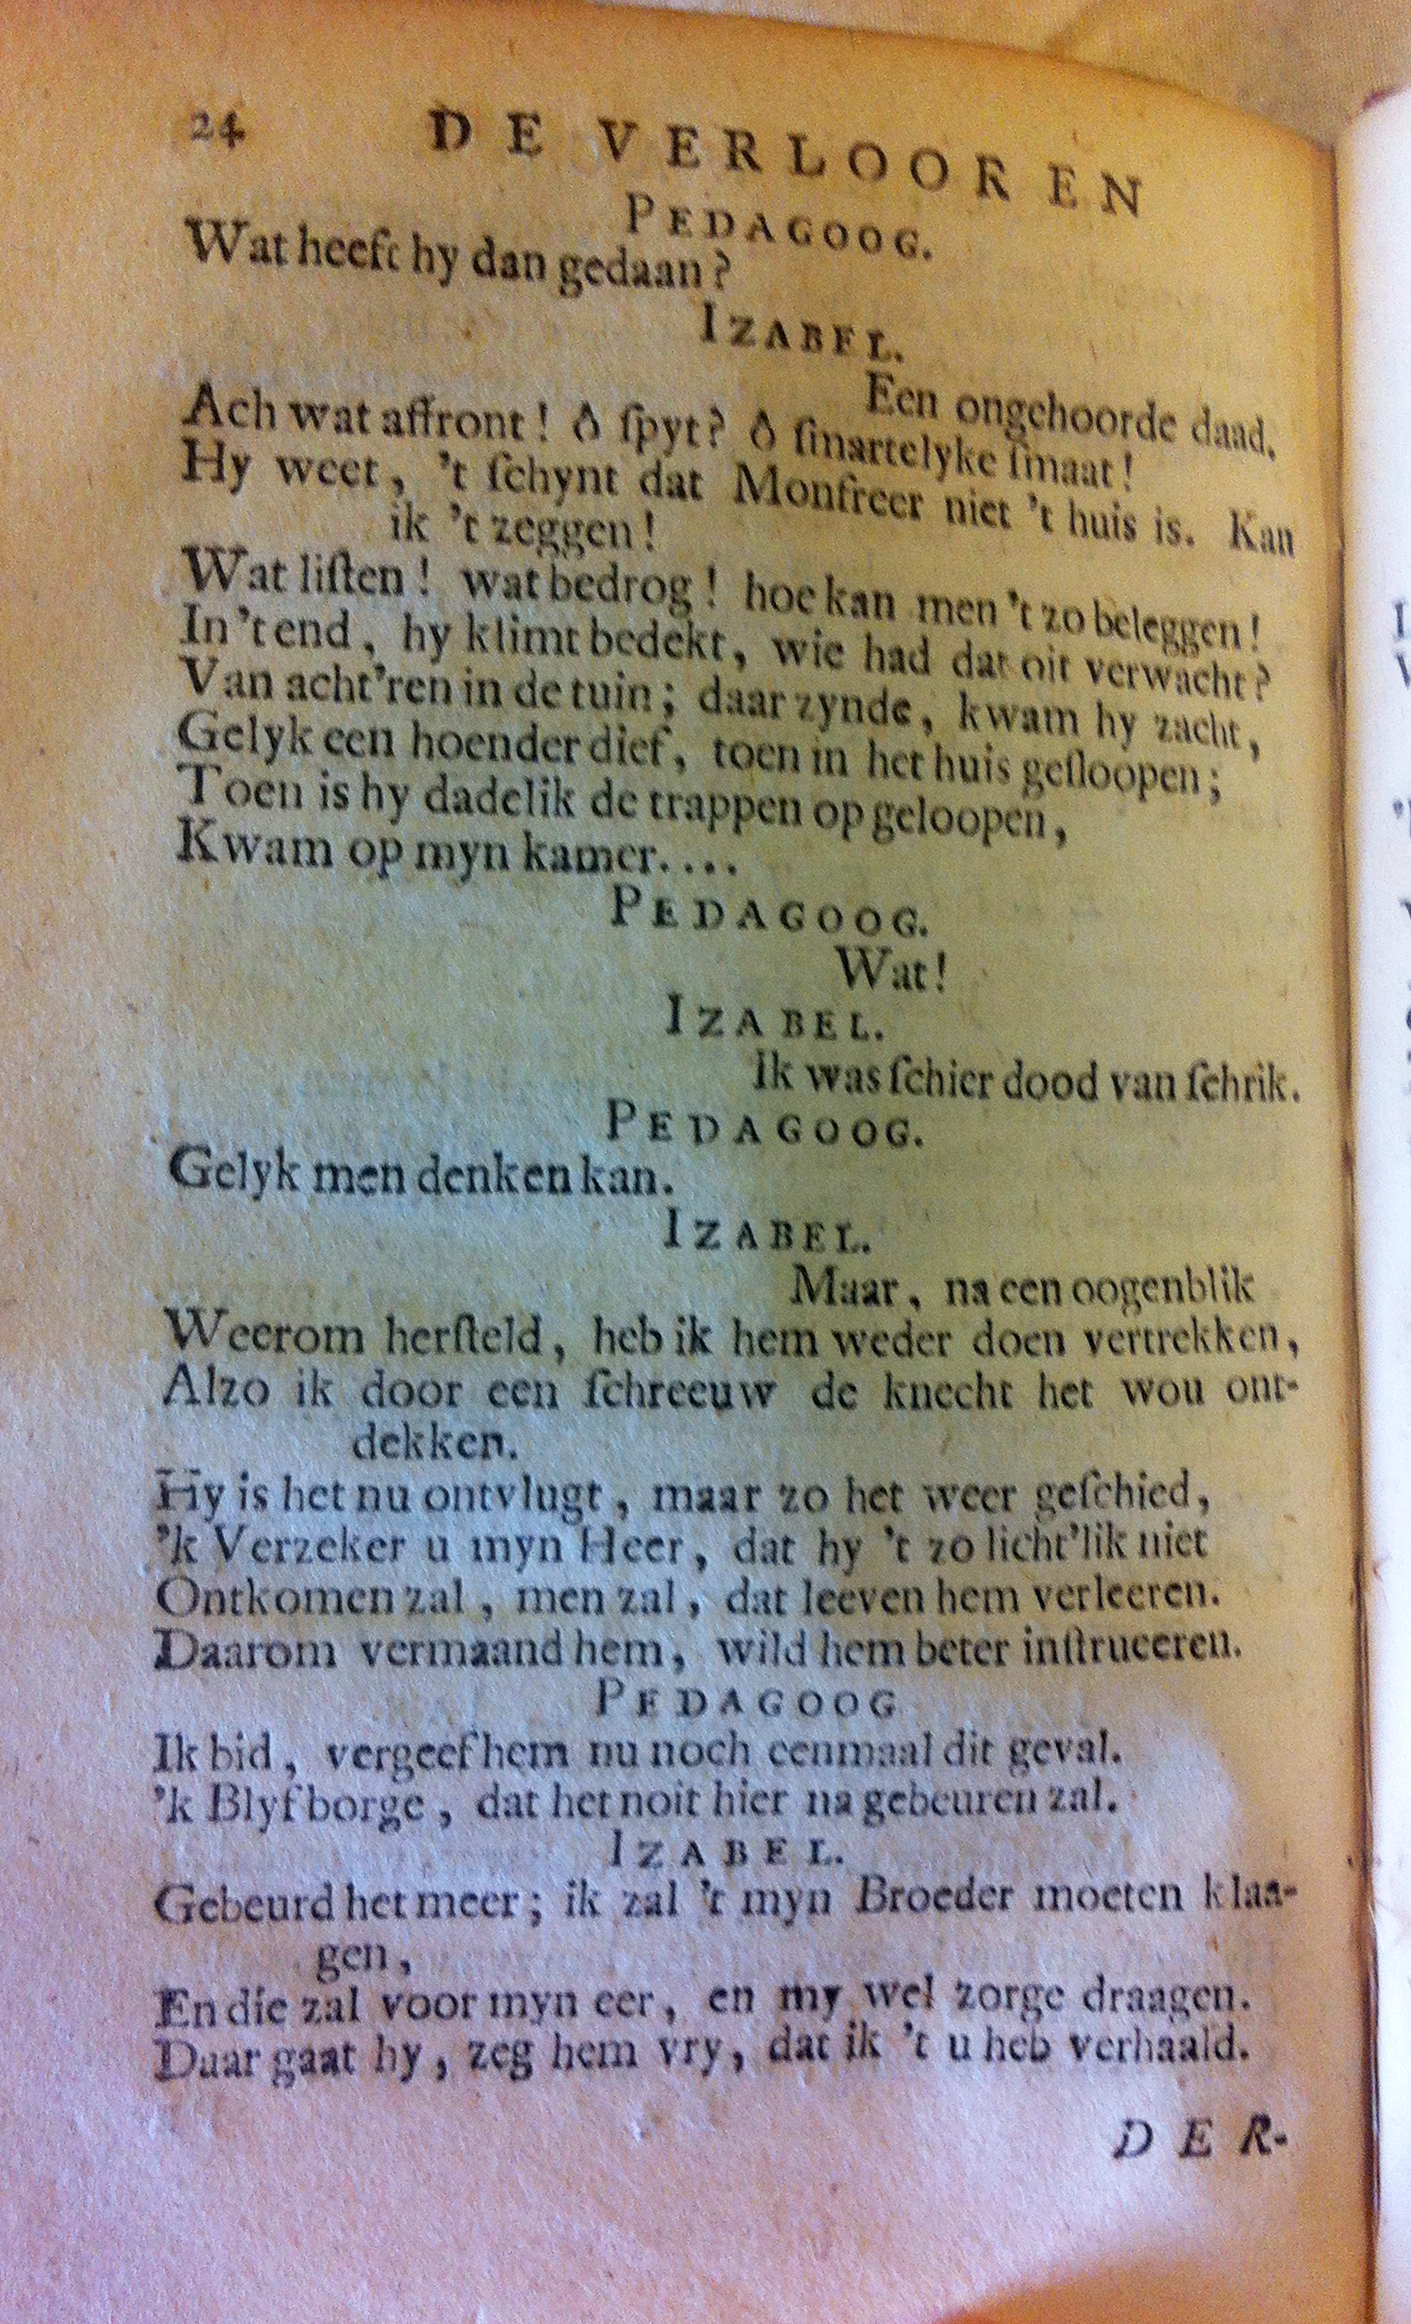 24 DE VERLOOREN
PEDAGOOG.
Wat heeft hy dan gedaan?
IZABEL.
Een ongehoorde daad.
Ach wat affront! ô ſpyt? ô ſmartelyke ſmaat!
Hy weet, 't ſchynt dat Monfreer niet 't huis is. Kan
ik 't zeggen!
Wat liſten! wat bedrog! hoe kan men 't zo beleggen!
In 't end, hy klimt bedekt, wie had dat oit verwacht?
Van acht'ren in de tuin; daar zynde, kwam hy zacht,
Gelyk een hoender dief, toen in het huis geſloopen;
Toen is hy dadelik de trappen op geloopen,
Kwam op myn kamer....
PEDAGOOG.
Wat!
IZABEL.
Ik was ſchier dood van ſchrik.
PEDAGOOG.
Gelyk men denken kan.
IZABEL.
Maar, na een oogenblik
Weerom herſteld, heb ik hem weder doen vertrekken,
Alzo ik door een ſchreeuw de knecht het wou ont-
dekken.
Hy is het nu ontvlugt, maar zo het weer geſchied,
'k Verzeker u myn Heer, dat hy 't zo licht'lik niet
Ontkomen zal, men zal, dat leeven hem verleeren.
Daarom vermaand hem, wild hem beter inſtrueeren.
PEDAGOOG
Ik bid, vergeef hem nu noch eenmaal dit geval.
'k Blyf borge, dat het noit hier na gebeuren zal.
IZABEL.
Gebeurd het meer; ik zal 't myn Broeder moeten klaa-
gen,
En die zal voor myn eer, en my wel zorge draagen.
Daar gaat hy, zeg hem vry, dat ik 't u heb verhaald.
DER-